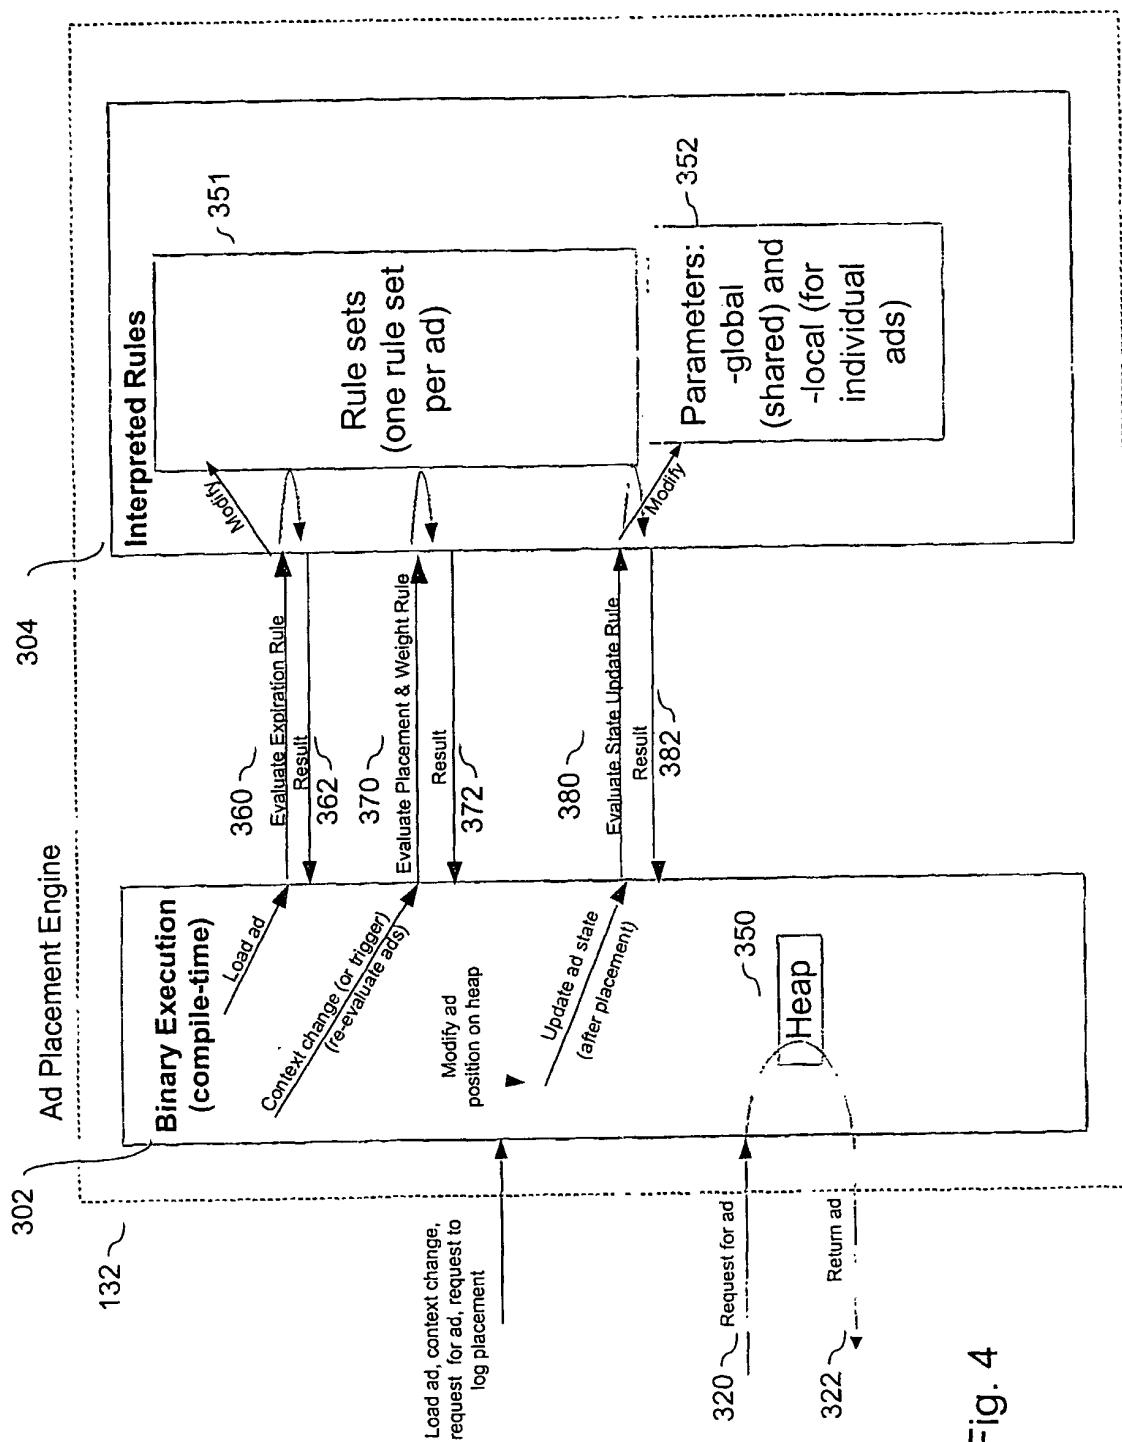 Ad Placement Engine
132
302
304
Binary Execution
(compile-time)
Load ad
Context change (or trigger)
(re-evaluate ads)
Modify ad
position on heap
Update ad state
(after placement)
350
Heap
Load ad, context change,
request for ad, request to
log placement
320
Request for ad
322
Return ad
360
Evaluate Expiration Rule
Result
362
370
Evaluate Placement & Weight Rule
Result
372
380
Evaluate State Update Rule
Result
382
Interpreted Rules
Modify
351
Rule sets
(one rule set
per ad)
Modify
352
Parameters:
-global
(shared) and
-local (for
individual
ads)
Fig. 4